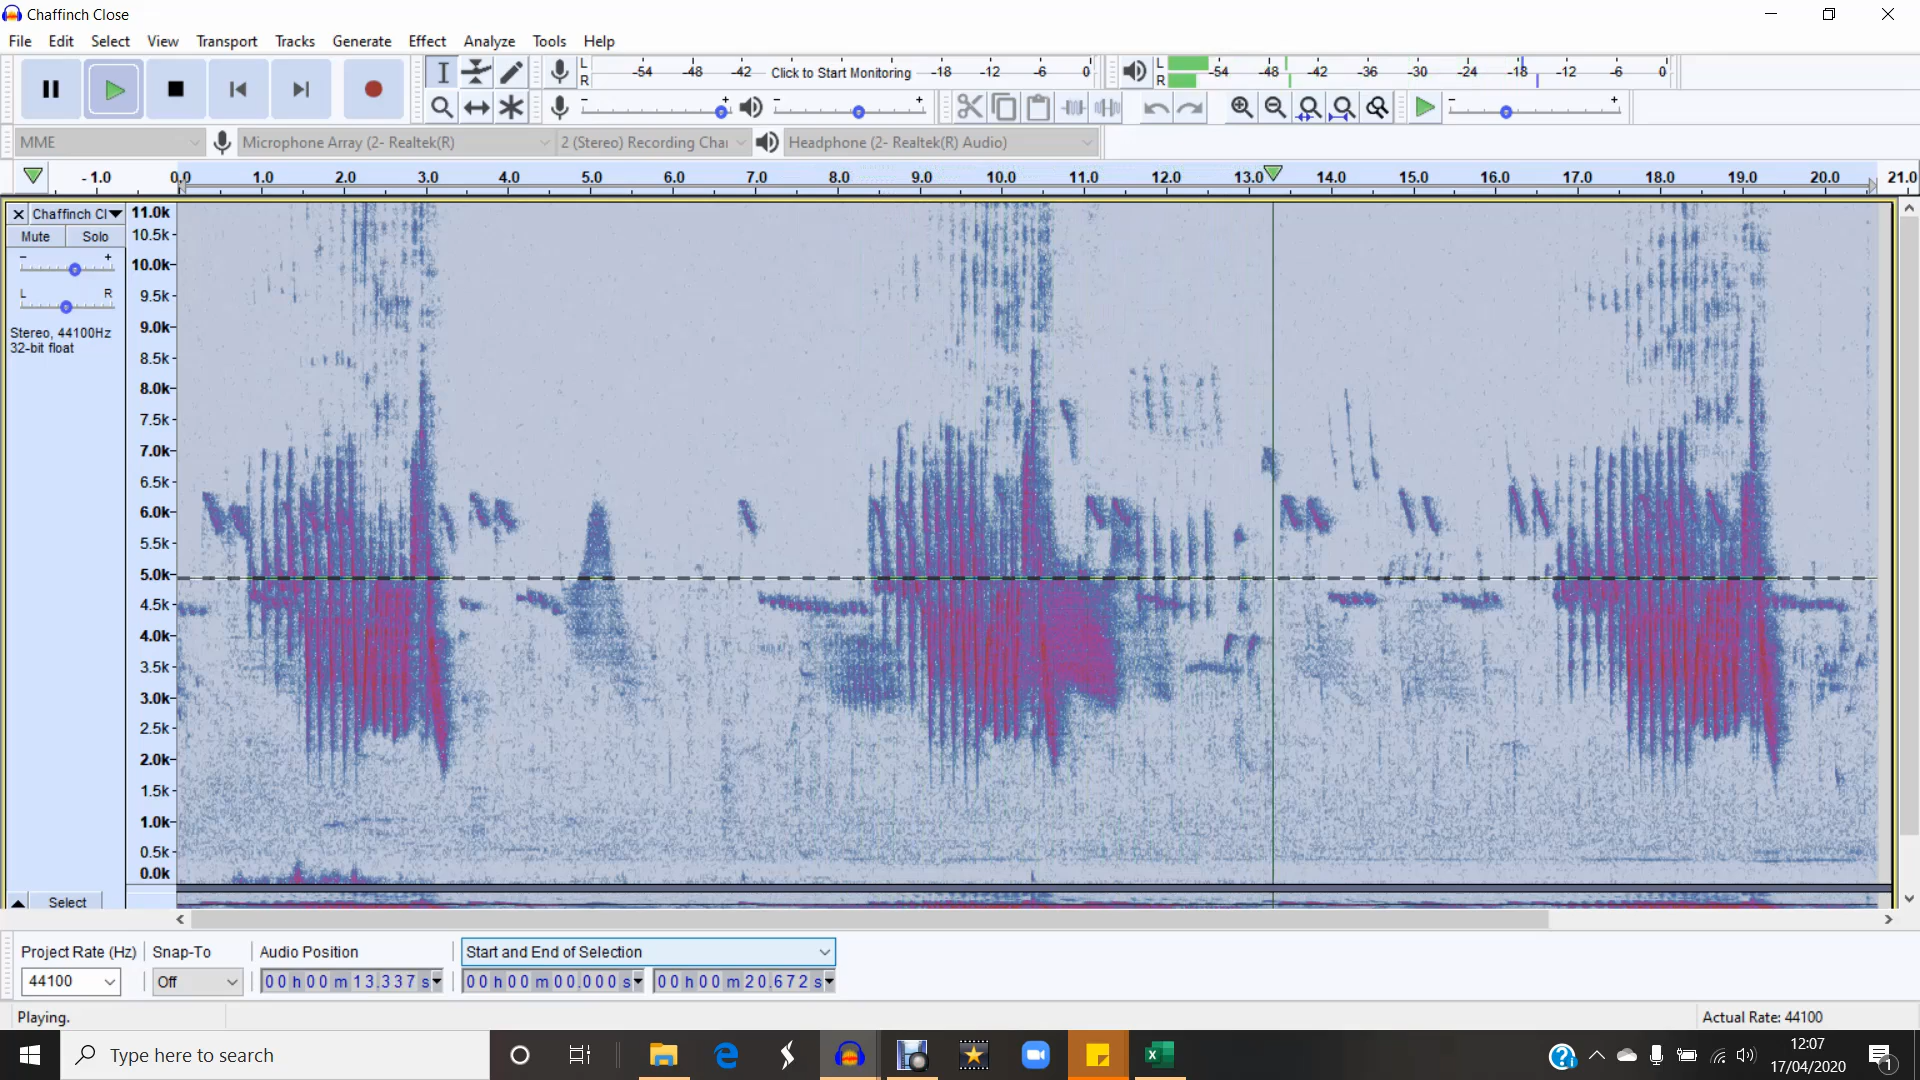 Chaffinch Close
File Edit Select View Transport Tracks Generate Effect Analyze Tools Help
L R -54 -48 -42 Click to Start Monitoring -18 -12 -6 0 L R -54 -48 -42 -36 -30 -24 -18 -12 -6 0
- + - + - +
MME Microphone Array (2- Realtek(R) 2 (Stereo) Recording Chai Headphone (2- Realtek(R) Audio)
- 1.0 0.0 1.0 2.0 3.0 4.0 5.0 6.0 7.0 8.0 9.0 10.0 11.0 12.0 13.0 14.0 15.0 16.0 17.0 18.0 19.0 20.0 21.0
Chaffinch Cl 11.0k
Mute Solo 10.5k
- + 10.0k
L R 9.5k
9.0k
Stereo, 44100Hz
32-bit float
8.5k
8.0k
7.5k
7.0k
6.5k
6.0k
5.5k
5.0k
4.5k
4.0k
3.5k
3.0k
2.5k
2.0k
1.5k
1.0k
0.5k
0.0k
Select
Project Rate (Hz) Snap-To Audio Position Start and End of Selection
44100 Off 00 h 00 m 13.337 s 00 h 00 m 00.000 s 00 h 00 m 20.672 s
Playing. Actual Rate: 44100
Type here to search
12:07
17/04/2020
1